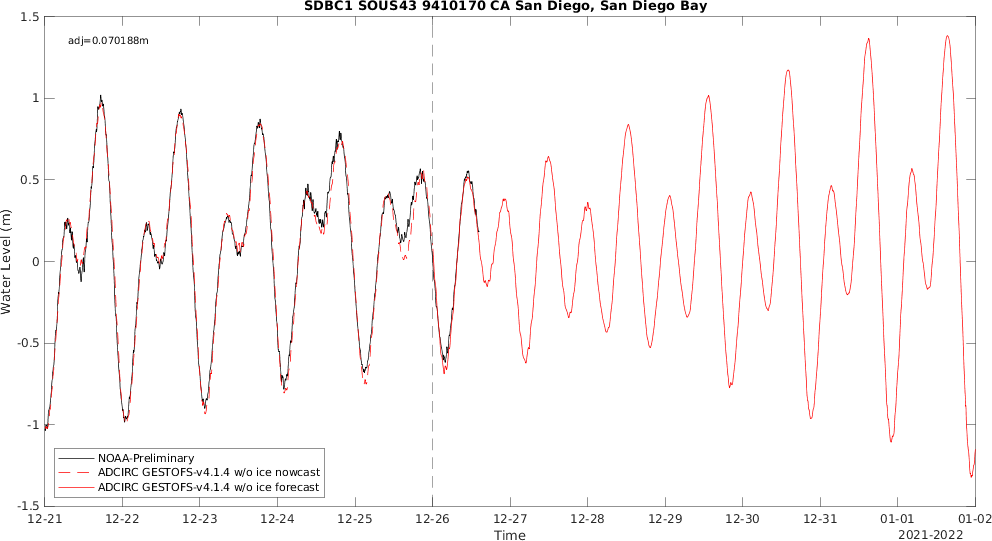 SDBC1 SOUS43 9410170 CA San Diego, San Diego Bay
adj=0.070188m
1.5
1
0.5
0
-0.5
-1
-1.5
Water Level (m)
NOAA-Preliminary
ADCIRC GESTOFS-v4.1.4 w/o ice nowcast
ADCIRC GESTOFS-v4.1.4 w/o ice forecast
12-21 12-22 12-23 12-24 12-25 12-26 12-27 12-28 12-29 12-30 12-31 01-01 01-02
Time
2021-2022